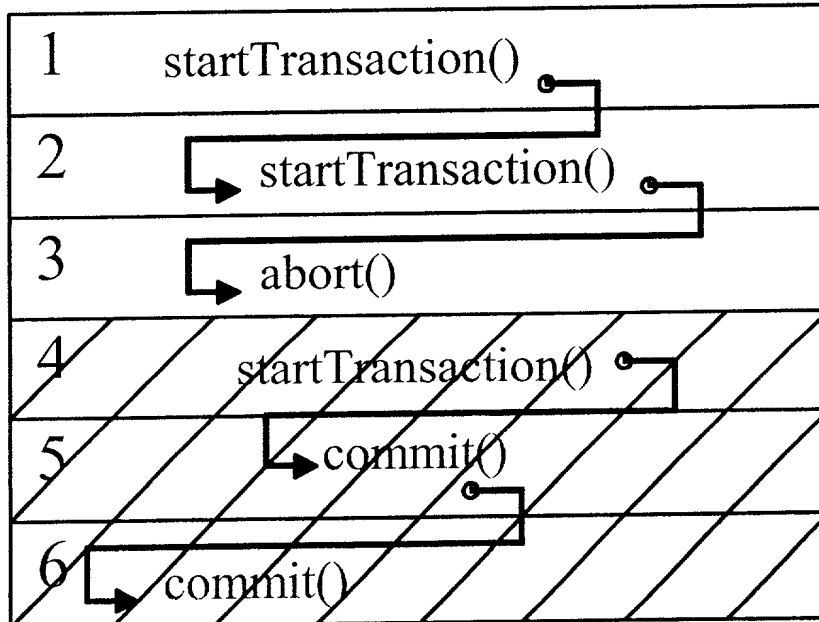 1 startTransaction()
2 startTransaction()
3 abort()
4 startTransaction()
5 commit()
6 commit()